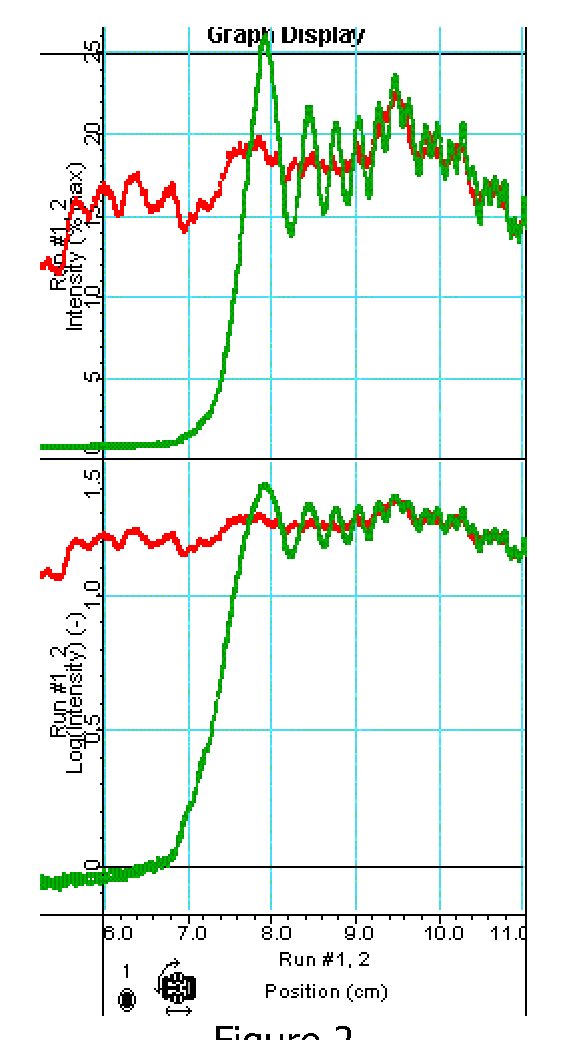 Graph Display
25
20
15
10
5
0
Run #1, 2
Intensity (% max)
1.5
1.0
0.5
0
Run #1, 2
Log(Intensity) (-)
6.0 7.0 8.0 9.0 10.0 11.0
Run #1, 2
1
Position (cm)
Figure 2